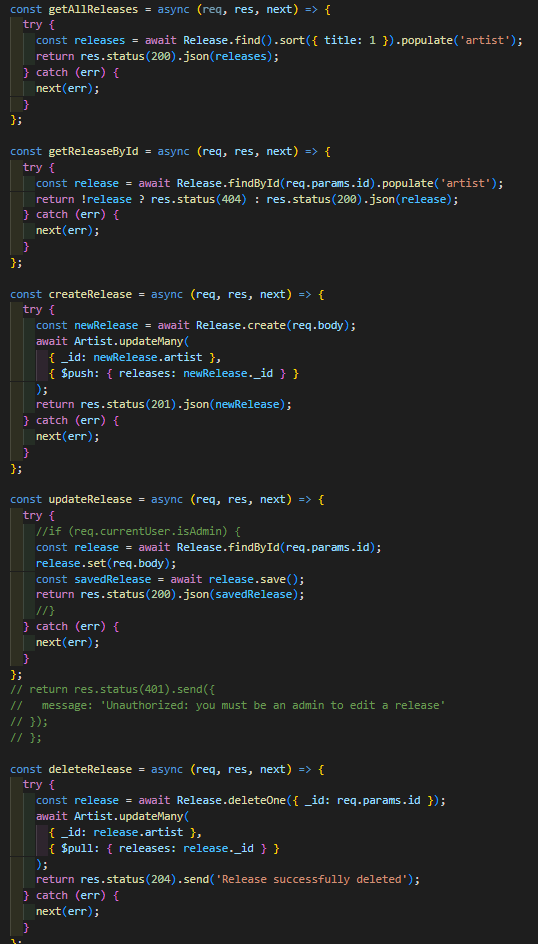 const getAllReleases = async (req, res, next) => {
  try {
    const releases = await Release.find().sort({ title: 1 }).populate('artist');
    return res.status(200).json(releases);
  } catch (err) {
    next(err);
  }
};

const getReleaseById = async (req, res, next) => {
  try {
    const release = await Release.findById(req.params.id).populate('artist');
    return !release ? res.status(404) : res.status(200).json(release);
  } catch (err) {
    next(err);
  }
};

const createRelease = async (req, res, next) => {
  try {
    const newRelease = await Release.create(req.body);
    await Artist.updateMany(
      { _id: newRelease.artist },
      { $push: { releases: newRelease._id } }
    );
    return res.status(201).json(newRelease);
  } catch (err) {
    next(err);
  }
};

const updateRelease = async (req, res, next) => {
  try {
    //if (req.currentUser.isAdmin) {
    const release = await Release.findById(req.params.id);
    release.set(req.body);
    const savedRelease = await release.save();
    return res.status(200).json(savedRelease);
    //}
  } catch (err) {
    next(err);
  }
};
// return res.status(401).send({
//   message: 'Unauthorized: you must be an admin to edit a release'
// });
// };

const deleteRelease = async (req, res, next) => {
  try {
    const release = await Release.deleteOne({ _id: req.params.id });
    await Artist.updateMany(
      { _id: release.artist },
      { $pull: { releases: release._id } }
    );
    return res.status(204).send('Release successfully deleted');
  } catch (err) {
    next(err);
  }
};